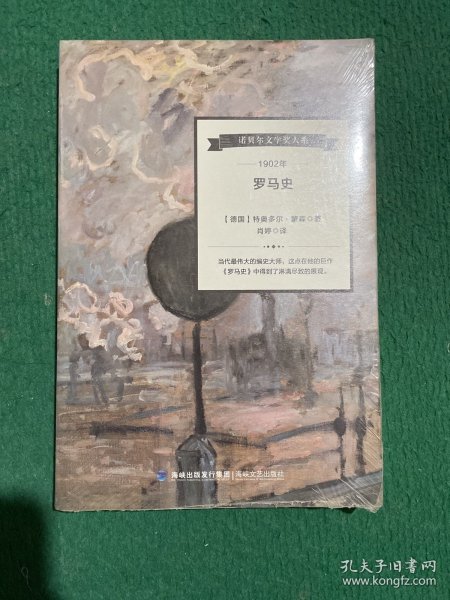 诺贝尔文学奖大系
1902年
罗马史
【德国】特奥多尔·蒙森◎著
肖婷◎译
当代最伟大的编史大师,这点在他的巨作
《罗马史》中得到了淋漓尽致的展现。
海峡出版发行集团 | 海峡文艺出版社
孔夫子旧书网
www.kongfz.com